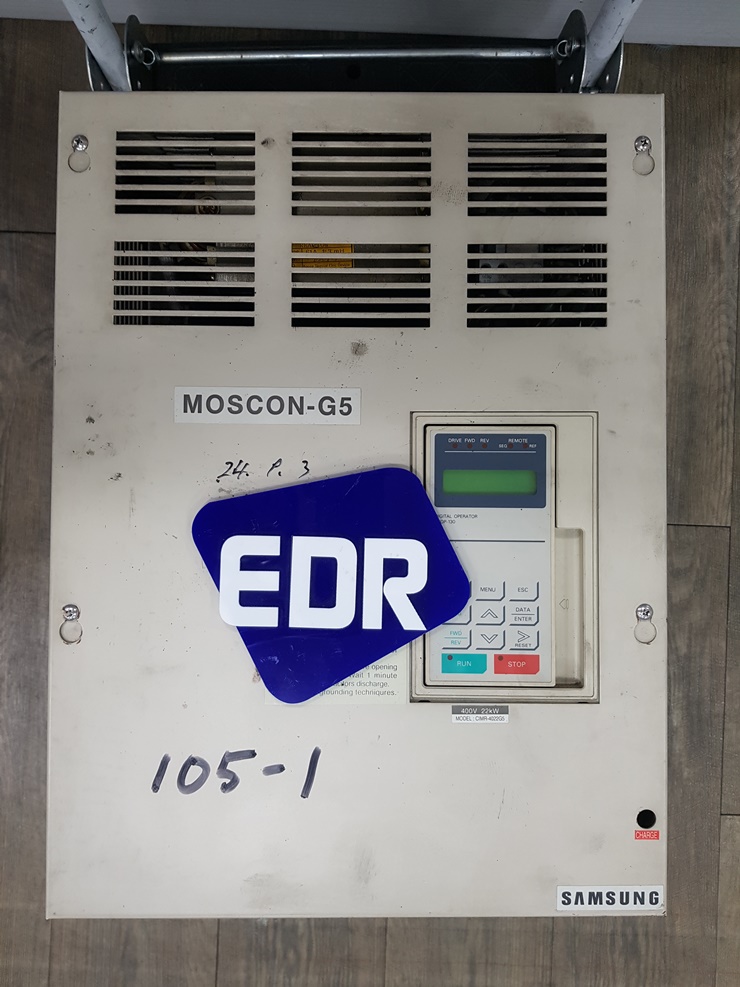 MOSCON-G5
24. P. 3
EDR
DRIVE FWD REV REMOTE
SEQ REF
DIGITAL OPERATOR
MENU ESC
DATA
ENTER
FWD
REV
RESET
RUN STOP
opening
Wait 1 minute
discharge.
grounding techniqures.
400V 22kW
MODEL : CIMR-4022G5
105-1
CHARGE
SAMSUNG